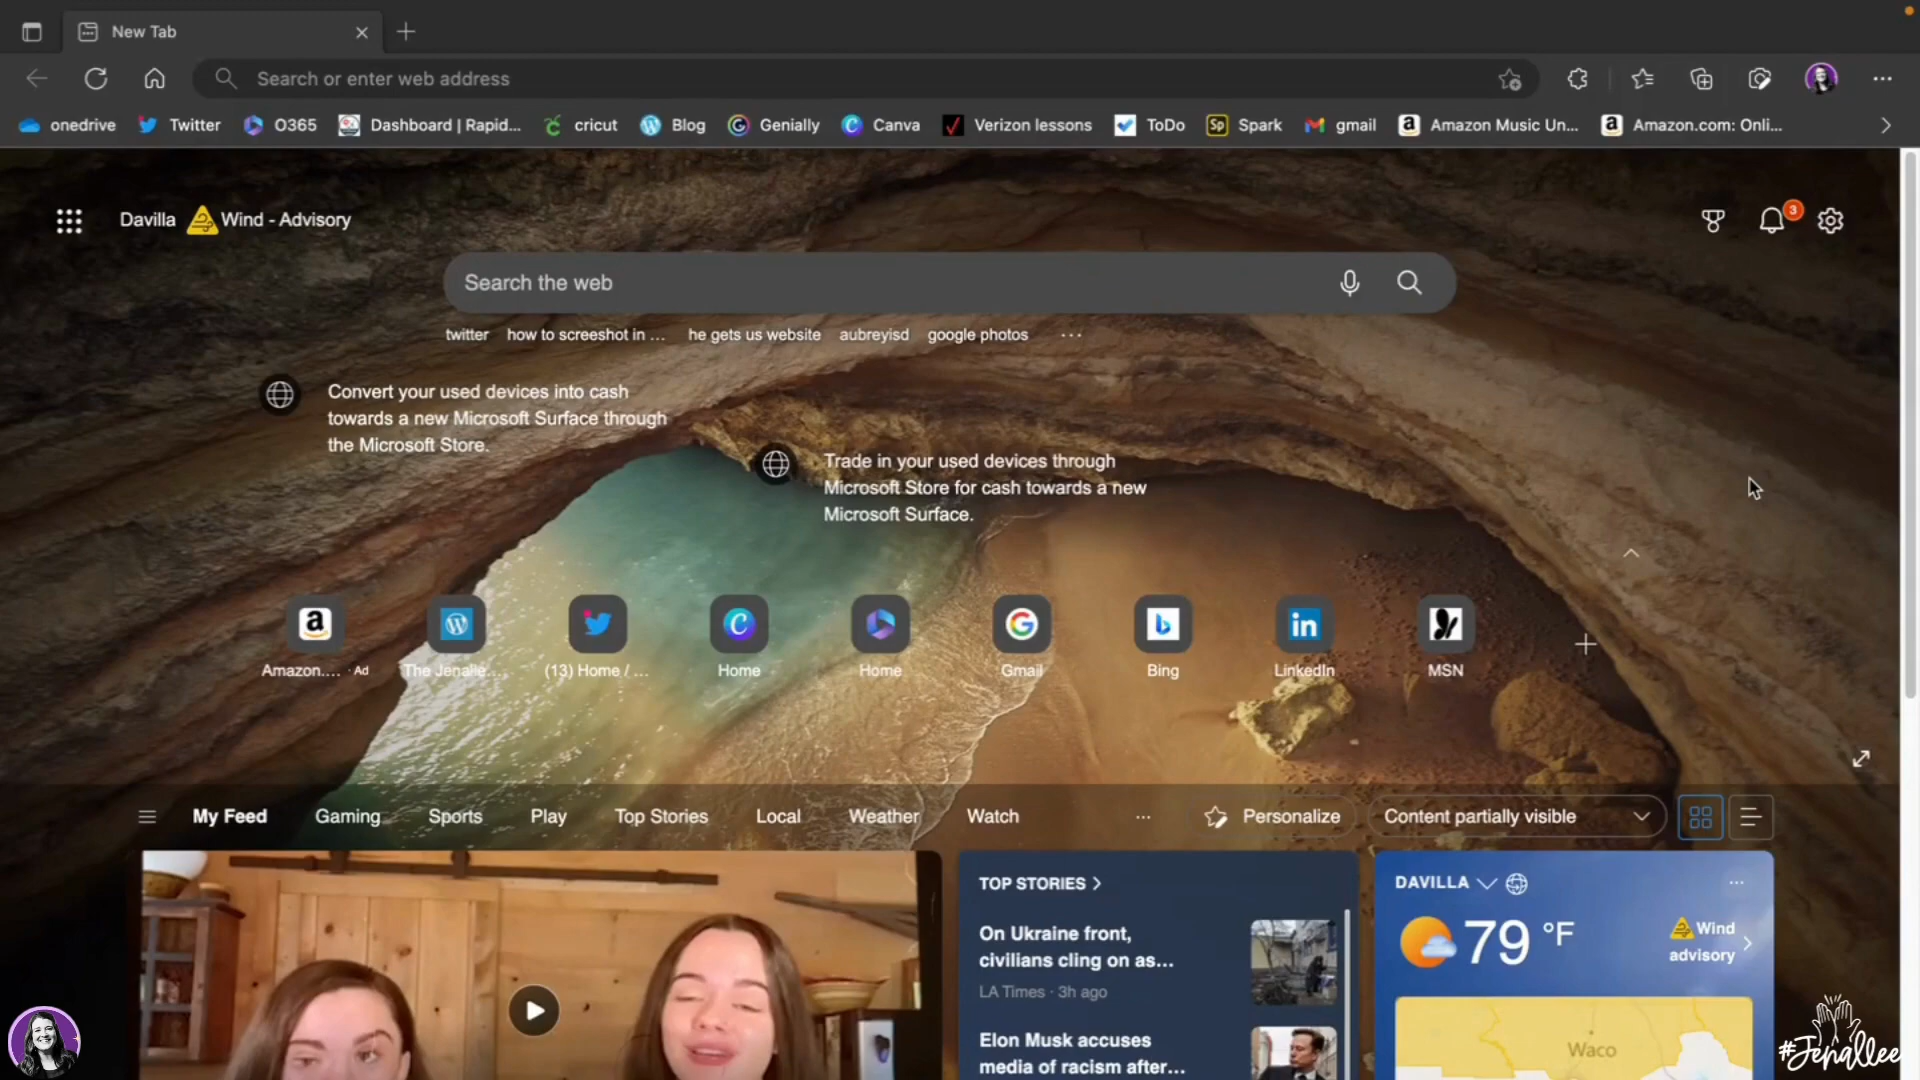 New Tab
Search or enter web address
onedrive Twitter O365 Dashboard | Rapid... cricut Blog Genially Canva Verizon lessons ToDo Sp Spark gmail Amazon Music Un... Amazon.com: Onli...
Davilla Wind - Advisory
3
Search the web
twitter how to screeshot in ... he gets us website aubreyisd google photos ...
Convert your used devices into cash
towards a new Microsoft Surface through
the Microsoft Store.
Trade in your used devices through
Microsoft Store for cash towards a new
Microsoft Surface.
Amazon.... · Ad The Jenalle... (13) Home / ... Home Home Gmail Bing LinkedIn MSN
My Feed Gaming Sports Play Top Stories Local Weather Watch ... Personalize Content partially visible
TOP STORIES
On Ukraine front,
civilians cling on as...
LA Times · 3h ago
Elon Musk accuses
media of racism after...
DAVILLA
79 °F
Wind
advisory
Waco
#Jenallee